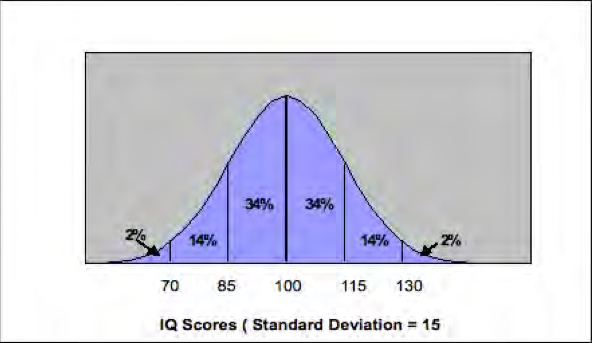 34% 34%
2% 14% 14% 2%
70 85 100 115 130
IQ Scores ( Standard Deviation = 15